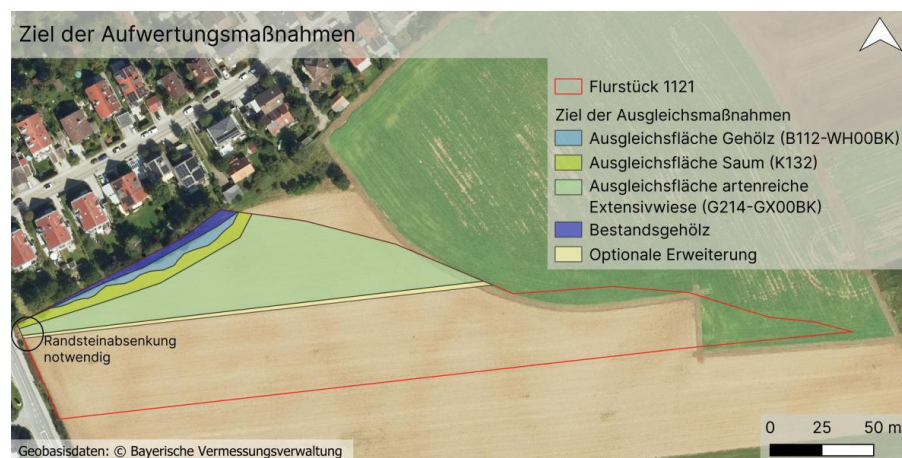 Ziel der Aufwertungsmaßnahmen
Flurstück 1121
Ziel der Ausgleichsmaßnahmen
Ausgleichsfläche Gehölz (B112-WH00BK)
Ausgleichsfläche Saum (K132)
Ausgleichsfläche artenreiche
Extensivwiese (G214-GX00BK)
Bestandsgehölz
Optionale Erweiterung
Randsteinabsenkung
notwendig
0 25 50 m
Geobasisdaten: © Bayerische Vermessungsverwaltung